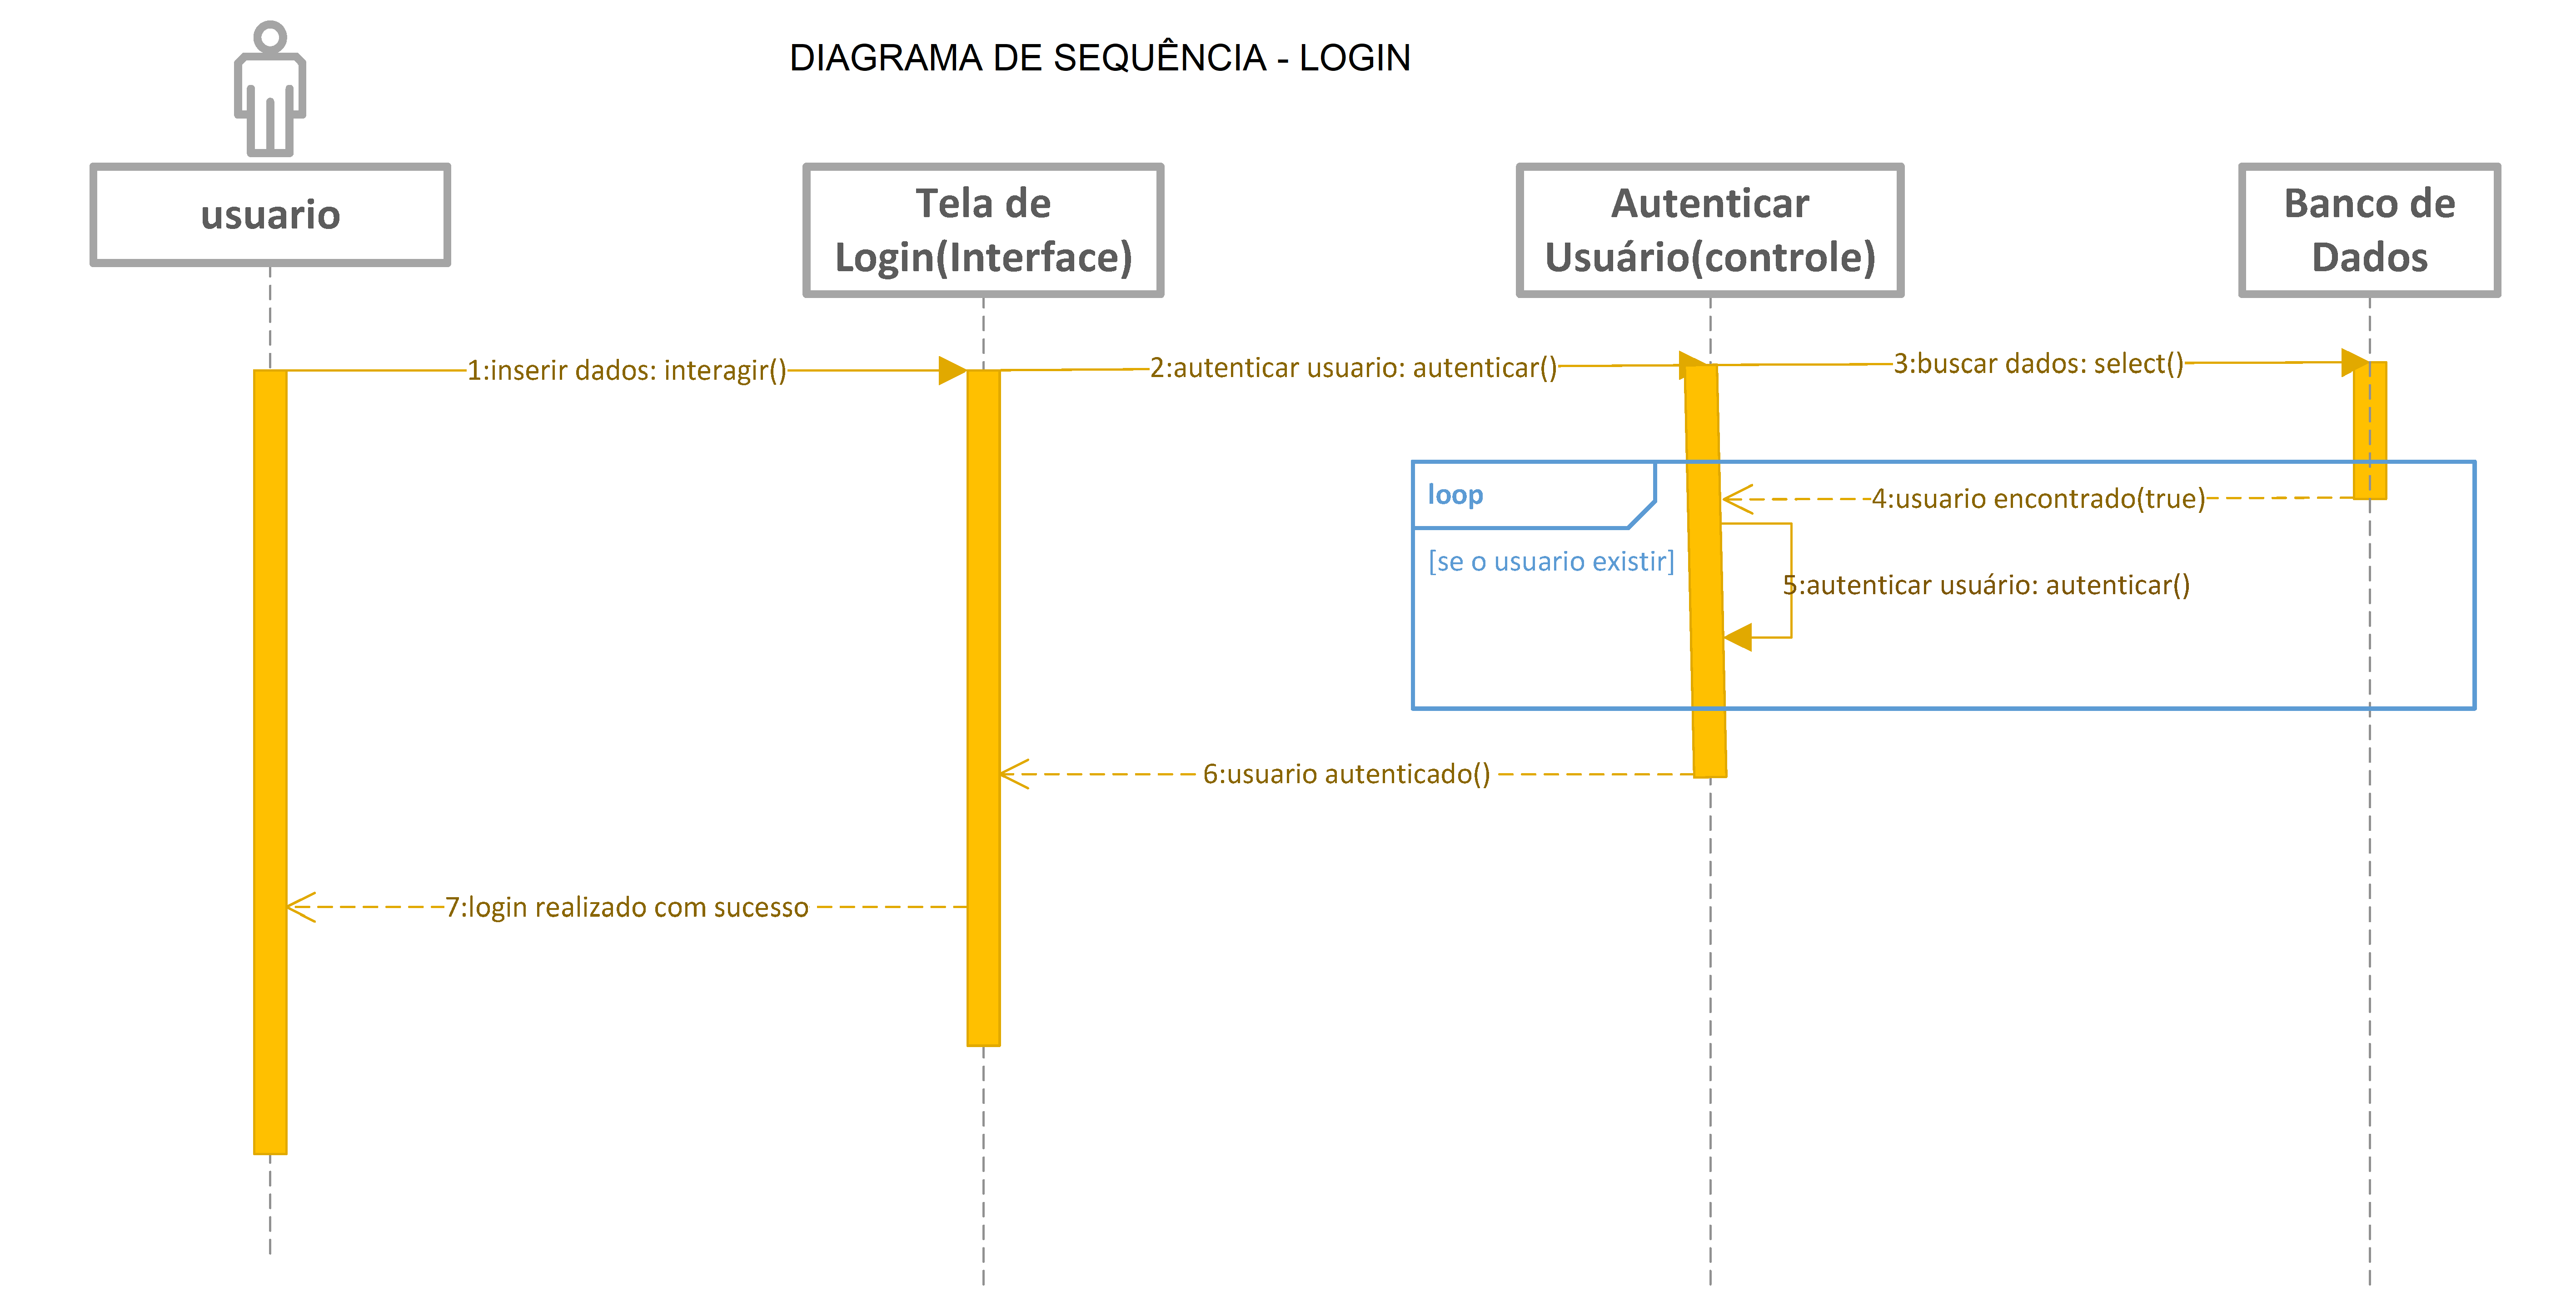 DIAGRAMA DE SEQUÊNCIA - LOGIN
usuario
Tela de
Login(Interface)
Autenticar
Usuário(controle)
Banco de
Dados
1:inserir dados: interagir()
2:autenticar usuario: autenticar()
3:buscar dados: select()
loop
4:usuario encontrado(true)
[se o usuario existir]
5:autenticar usuário: autenticar()
6:usuario autenticado()
7:login realizado com sucesso